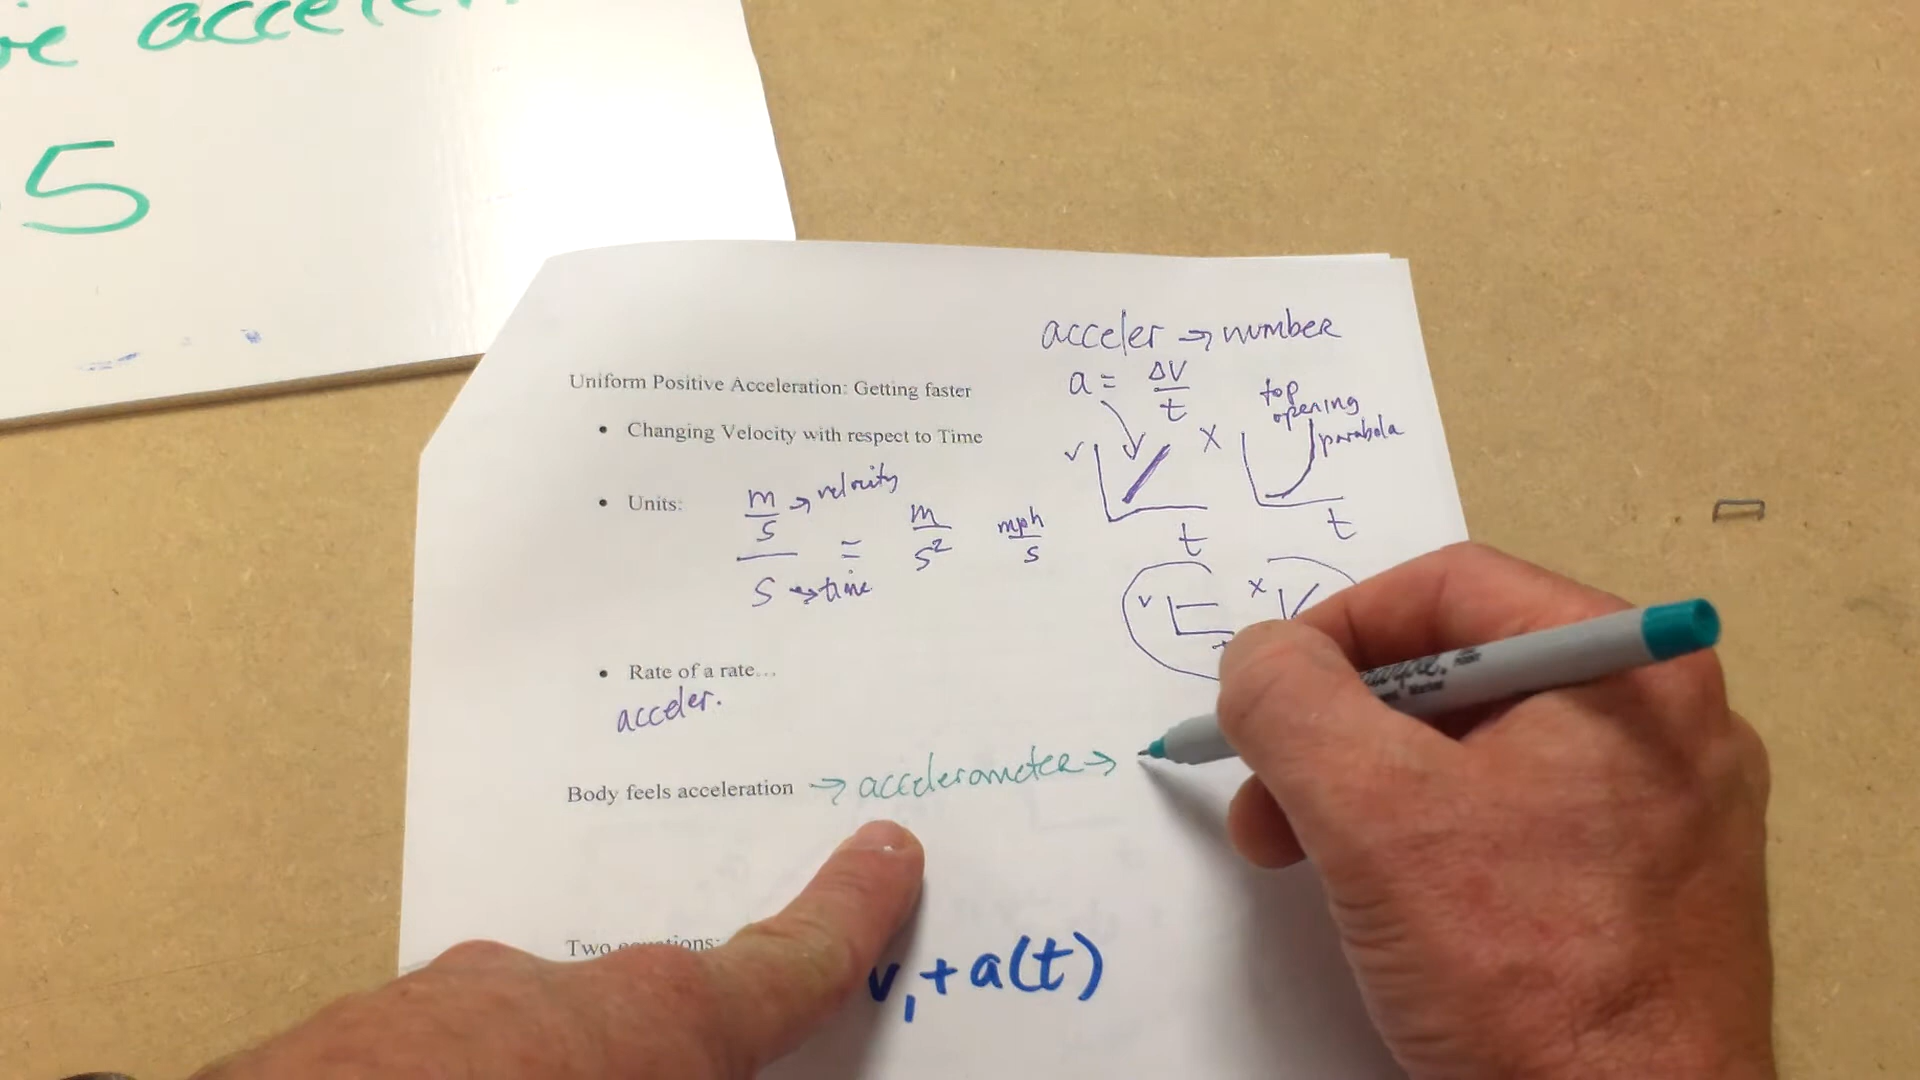 acceler
5
acceler → number
Uniform Positive Acceleration: Getting faster
a = ΔV / t
• Changing Velocity with respect to Time
top
opening
parabola
v
x
t
t
• Units:
m/s → velocity
s → time
= m/s²
mph/s
v
x
• Rate of a rate...
acceler.
Body feels acceleration → accelerometer →
Two equations:
v₁ + a(t)